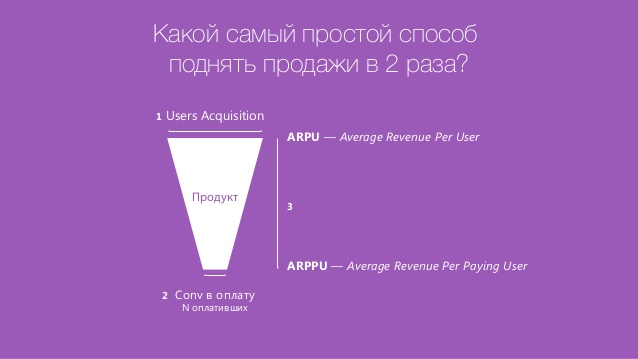 Какой самый простой способ
поднять продажи в 2 раза?
1 Users Acquisition
ARPU — Average Revenue Per User
Продукт
3
ARPPU — Average Revenue Per Paying User
2 Conv в оплату
N оплативших